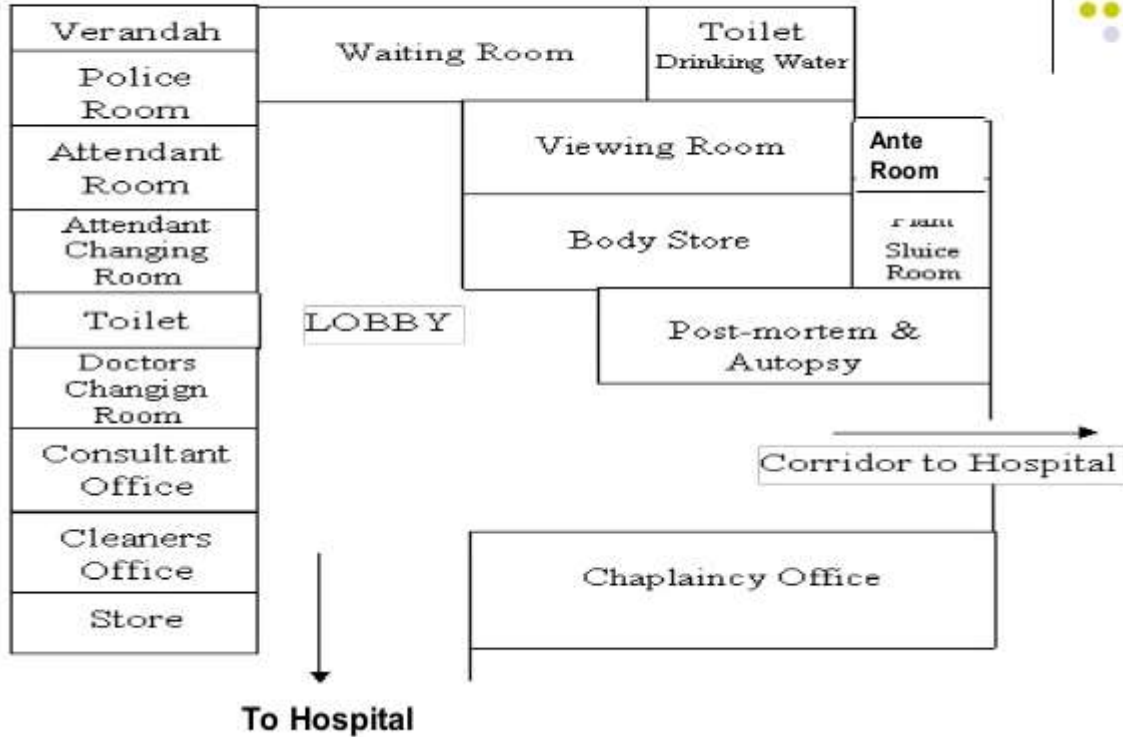 Verandah
Police
Room
Attendant
Room
Attendant
Changing
Room
Toilet
Doctors
Changign
Room
Consultant
Office
Cleaners
Office
Store
Waiting Room
Toilet
Drinking Water
Viewing Room
Ante
Room
Body Store
Sluice
Room
LOBBY
Post-mortem &
Autopsy
Corridor to Hospital
Chaplaincy Office
To Hospital